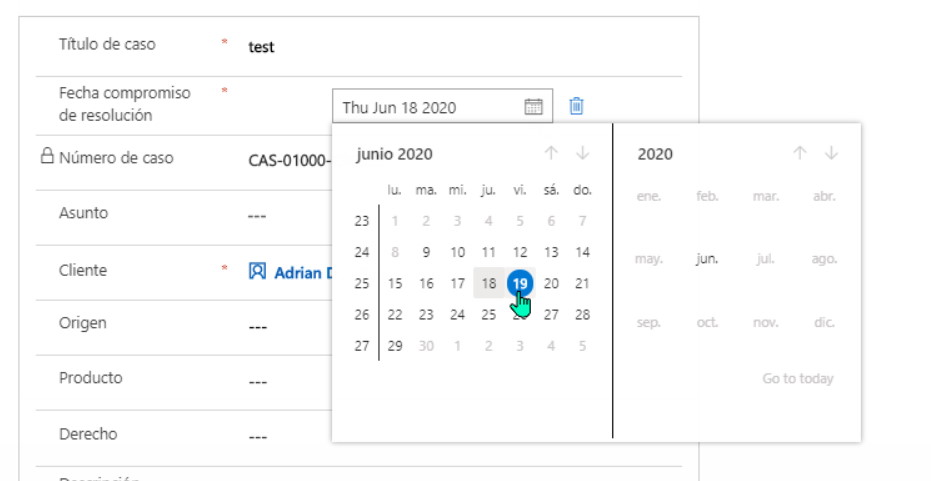 Título de caso * test
Fecha compromiso de resolución * Thu Jun 18 2020
Número de caso CAS-01000-
Asunto ---
Cliente * Adrian
Origen ---
Producto ---
Derecho ---
junio 2020
lu. ma. mi. ju. vi. sá. do.
23 1 2 3 4 5 6 7
24 8 9 10 11 12 13 14
25 15 16 17 18 19 20 21
26 22 23 24 25 27 28
27 29 30 1 2 3 4 5
2020
ene. feb. mar. abr.
may. jun. jul. ago.
sep. oct. nov. dic.
Go to today